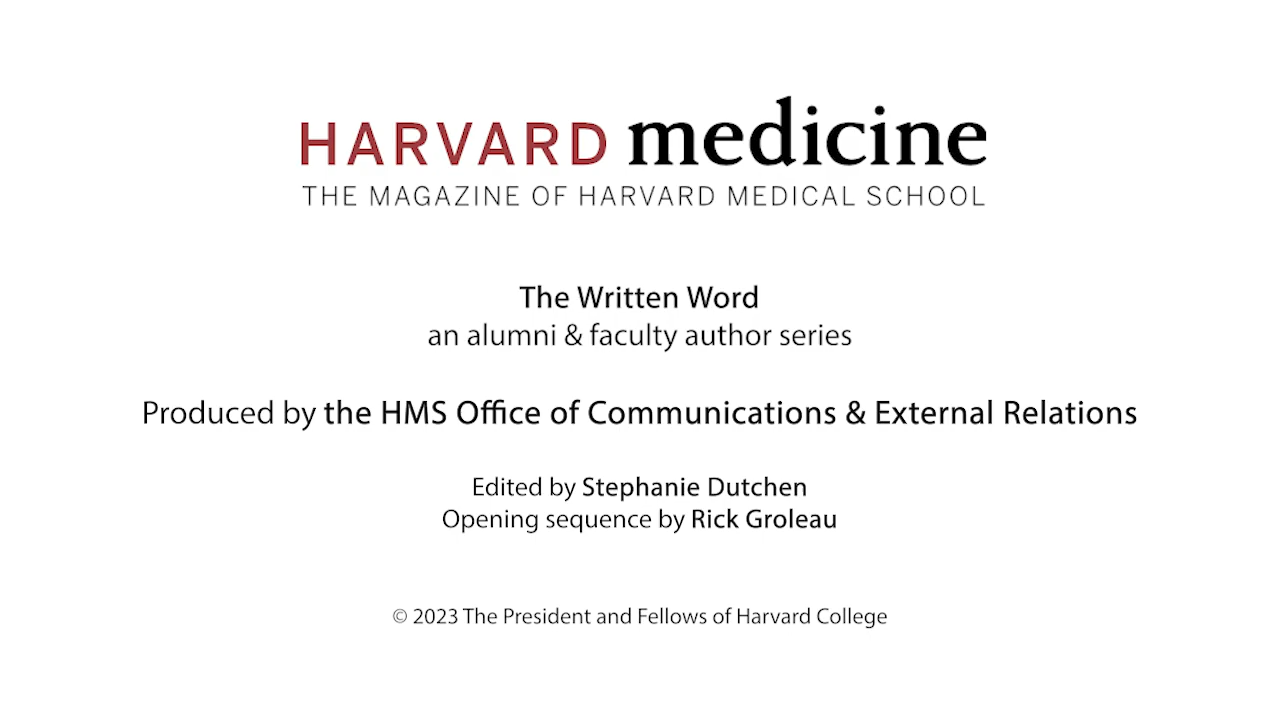 HARVARD medicine
THE MAGAZINE OF HARVARD MEDICAL SCHOOL
The Written Word
an alumni & faculty author series
Produced by the HMS Office of Communications & External Relations
Edited by Stephanie Dutchen
Opening sequence by Rick Groleau
© 2023 The President and Fellows of Harvard College